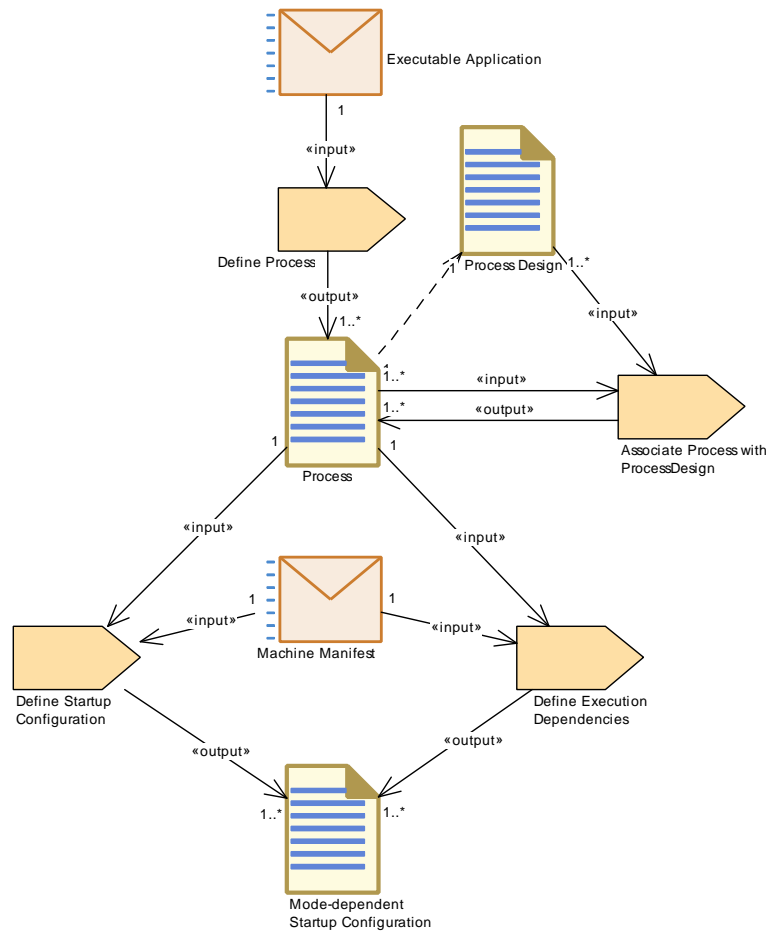 Executable Application
1
«input»
Define Process
Process Design
1
1..*
«output»
1..*
«input»
1..*
«input»
1..*
«output»
Associate Process with
ProcessDesign
1
1
Process
«input»
«input»
1
1
«input»
«input»
Machine Manifest
Define Startup
Configuration
Define Execution
Dependencies
«output»
«output»
1..*
1..*
Mode-dependent
Startup Configuration